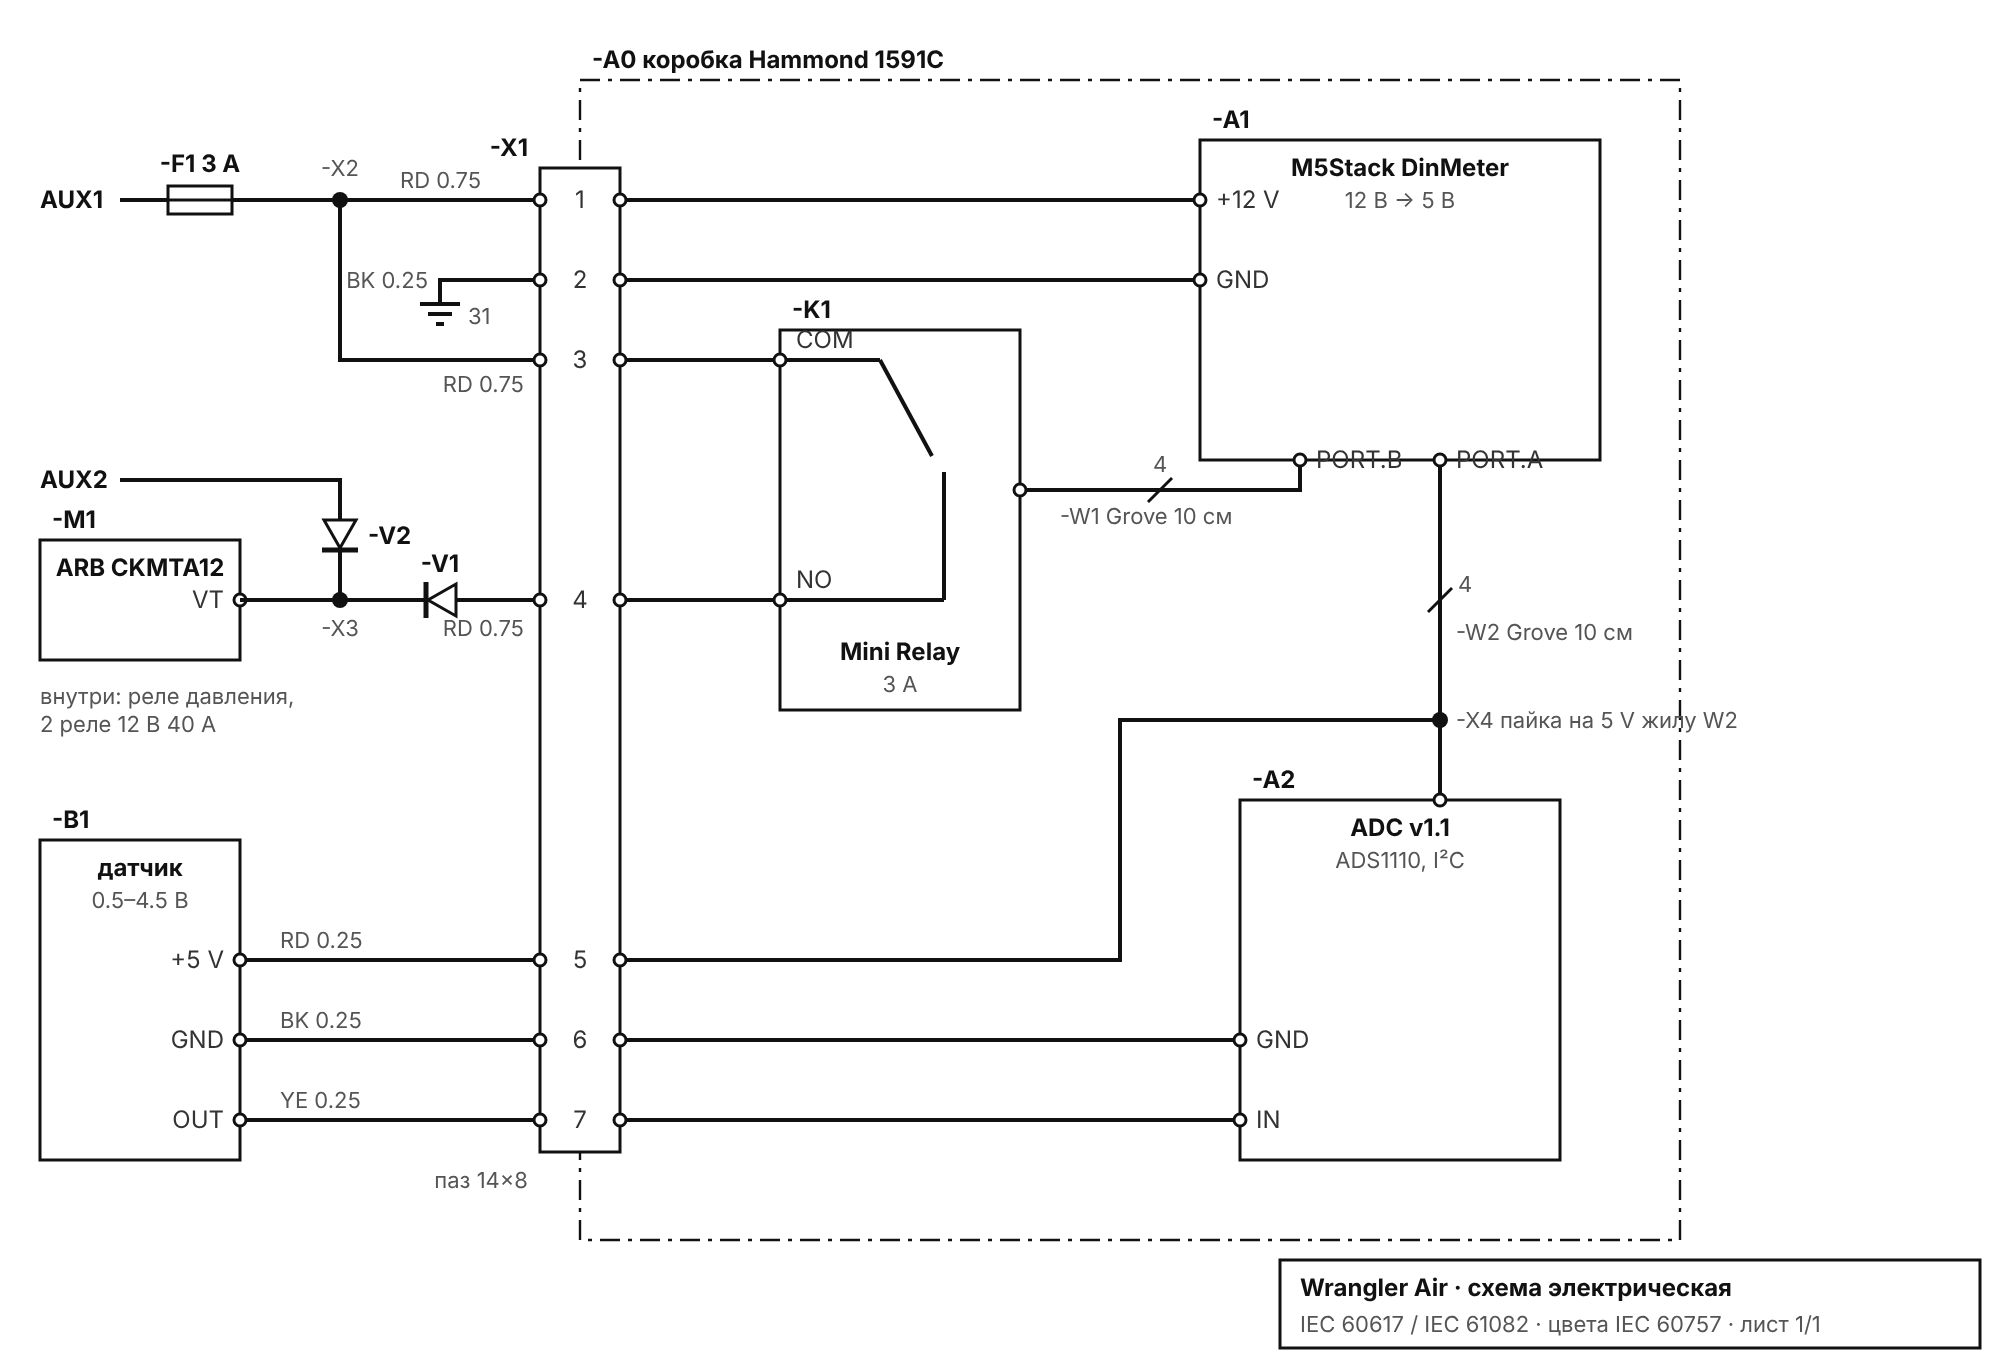 -A0 коробка Hammond 1591C
-A1
M5Stack DinMeter
12 В → 5 В
+12 V
GND
PORT.B
PORT.A
-F1 3 A
-X2
RD 0.75
-X1
AUX1
1
BK 0.25
2
31
3
RD 0.75
-K1
COM
NO
Mini Relay
3 A
4
-W1 Grove 10 см
AUX2
-M1
-V2
ARB CKMTA12
-V1
VT
4
-X3
RD 0.75
внутри: реле давления,
2 реле 12 В 40 А
4
-W2 Grove 10 см
-X4 пайка на 5 V жилу W2
-A2
ADC v1.1
ADS1110, I²C
GND
IN
-B1
датчик
0.5–4.5 В
+5 V
RD 0.25
5
GND
BK 0.25
6
OUT
YE 0.25
7
паз 14×8
Wrangler Air · схема электрическая
IEC 60617 / IEC 61082 · цвета IEC 60757 · лист 1/1